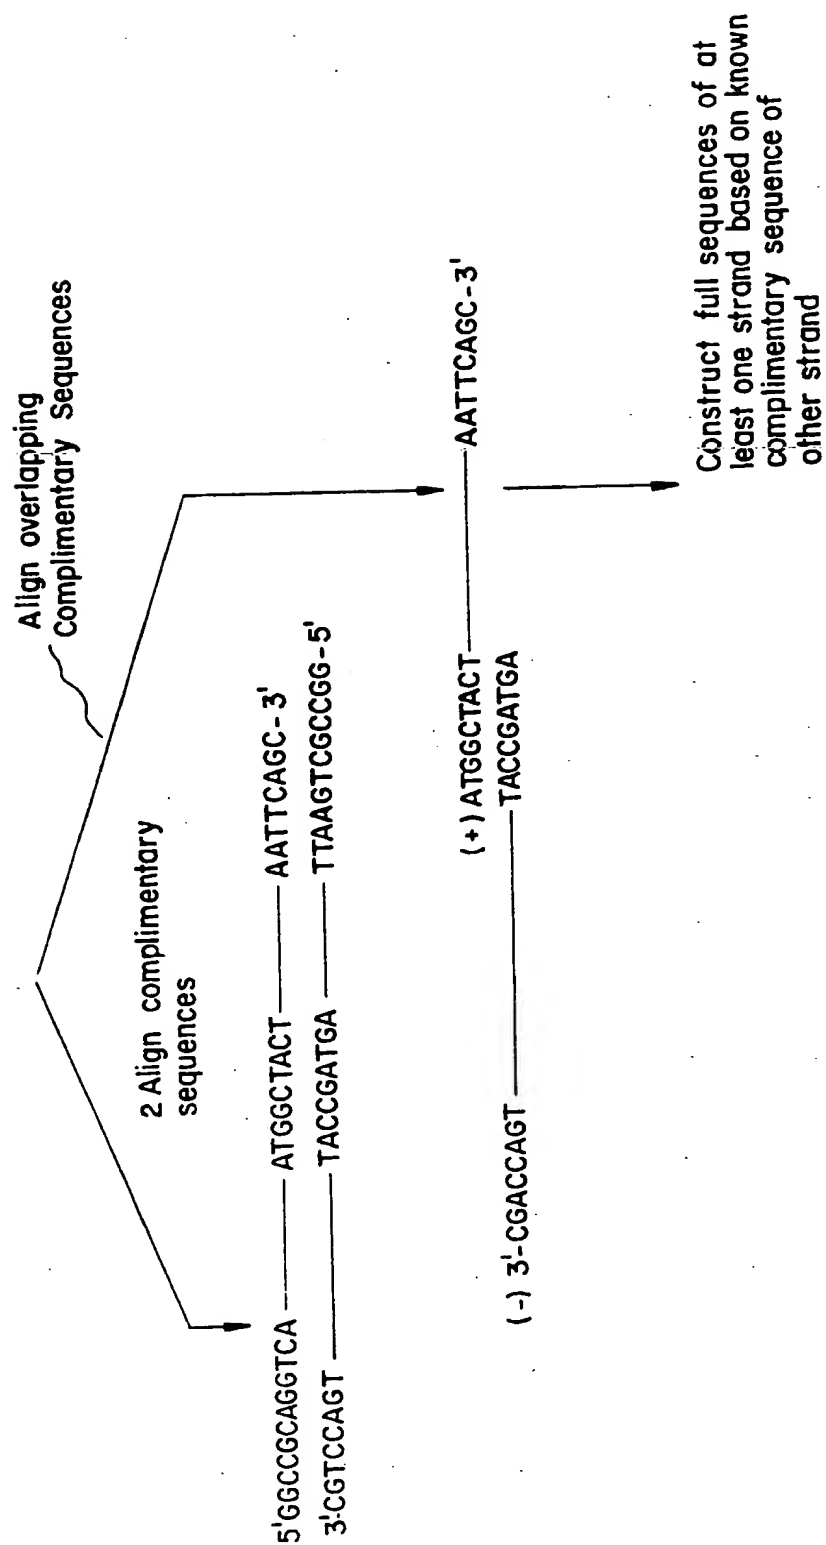 Align overlapping
Complimentary Sequences
2 Align complimentary
sequences
5'GGCCGCAGGTCA ATGGCTACT AATTCAGC-3'
3'-CGTCCAGT TACCGATGA TTAAGTCGCCGG-5'
(+) ATGGCTACT AATTCAGC-3'
(-) 3'-CGACCAGT TACCGATGA
Construct full sequences of at
least one strand based on known
complimentary sequence of
other strand